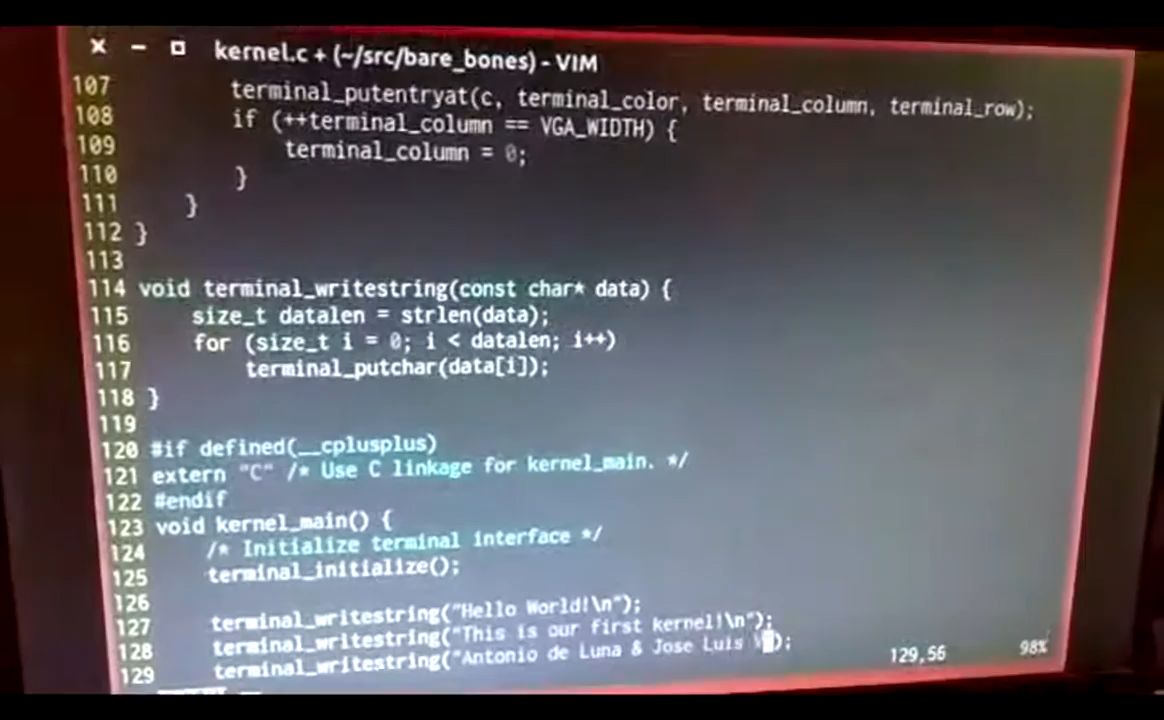 × – □ kernel.c + (~/src/bare_bones) - VIM
107 terminal_putentryat(c, terminal_color, terminal_column, terminal_row);
108 if (++terminal_column == VGA_WIDTH) {
109 terminal_column = 0;
110 }
111 }
112 }
113
114 void terminal_writestring(const char* data) {
115 size_t datalen = strlen(data);
116 for (size_t i = 0; i < datalen; i++)
117 terminal_putchar(data[i]);
118 }
119
120 #if defined(__cplusplus)
121 extern "C" /* Use C linkage for kernel_main. */
122 #endif
123 void kernel_main() {
124 /* Initialize terminal interface */
125 terminal_initialize();
126
127 terminal_writestring("Hello World!\n");
128 terminal_writestring("This is our first kernel!\n");
129 terminal_writestring("Antonio de Luna & Jose Luis V);
129,56 98%